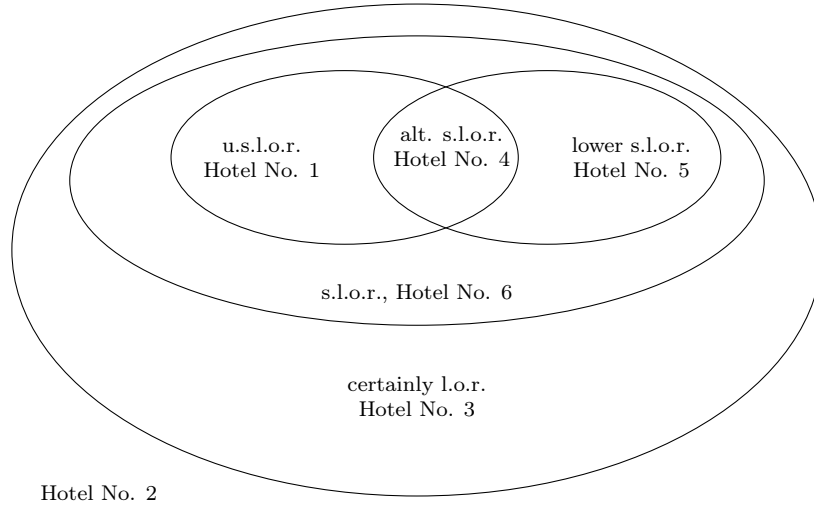 u.s.l.o.r.
Hotel No. 1
alt. s.l.o.r.
Hotel No. 4
lower s.l.o.r.
Hotel No. 5
s.l.o.r., Hotel No. 6
certainly l.o.r.
Hotel No. 3
Hotel No. 2